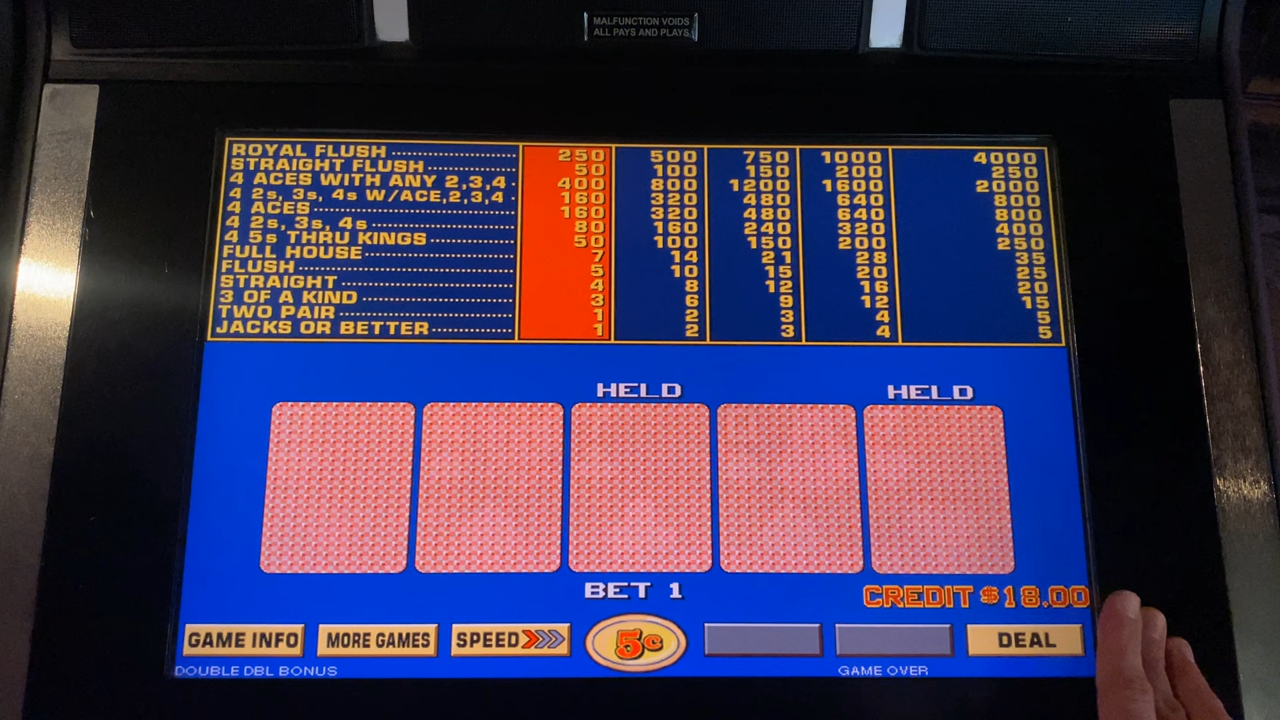 MALFUNCTION VOIDS
ALL PAYS AND PLAYS
ROYAL FLUSH 250 500 750 1000 4000
STRAIGHT FLUSH 50 100 150 200 250
4 ACES WITH ANY 2,3,4 400 800 1200 1600 2000
4 2s, 3s, 4s W/ACE,2,3,4 160 320 480 640 800
4 ACES 160 320 480 640 800
4 2s, 3s, 4s 80 160 240 320 400
4 5s THRU KINGS 50 100 150 200 250
FULL HOUSE 7 14 21 28 35
FLUSH 5 10 15 20 25
STRAIGHT 4 8 12 16 20
3 OF A KIND 3 6 9 12 15
TWO PAIR 1 2 3 4 5
JACKS OR BETTER 1 2 3 4 5
HELD HELD
BET 1 CREDIT $18.00
GAME INFO MORE GAMES SPEED 5¢ DEAL
DOUBLE DBL BONUS GAME OVER